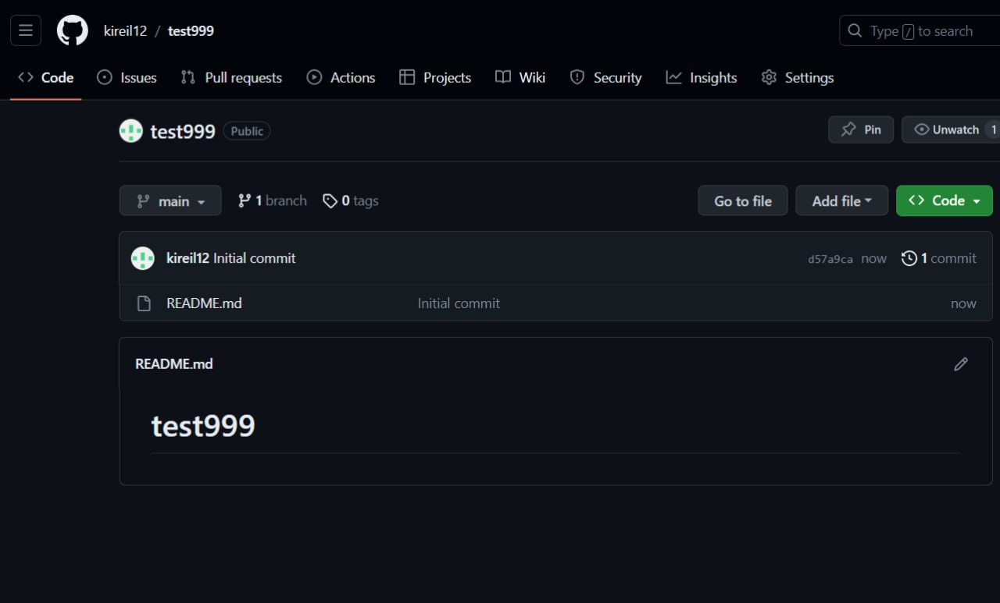 kireil12 / test999
Type / to search
Code Issues Pull requests Actions Projects Wiki Security Insights Settings
test999 Public
Pin Unwatch 1
main 1 branch 0 tags Go to file Add file Code
kireil12 Initial commit d57a9ca now 1 commit
README.md Initial commit now
README.md
test999